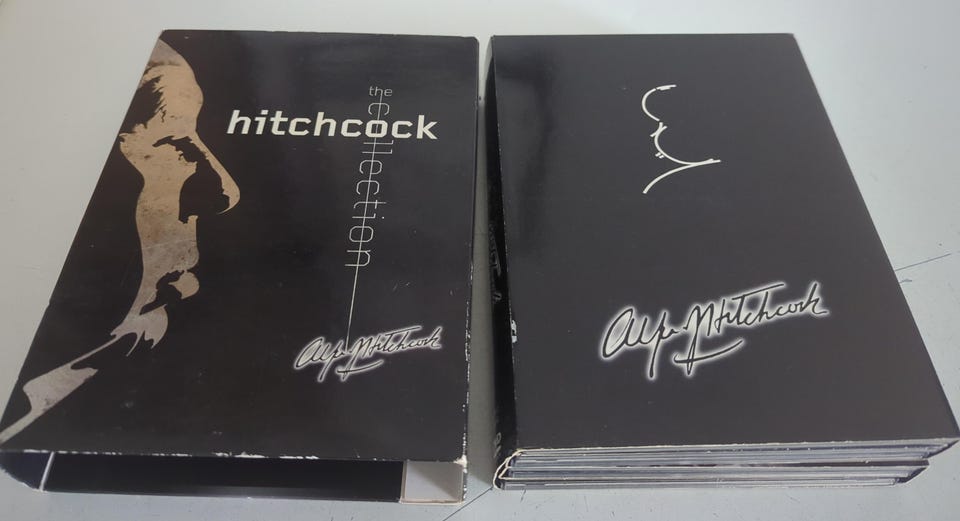 the
hitchcock
collection
Alfred Hitchcock
Alfred Hitchcock